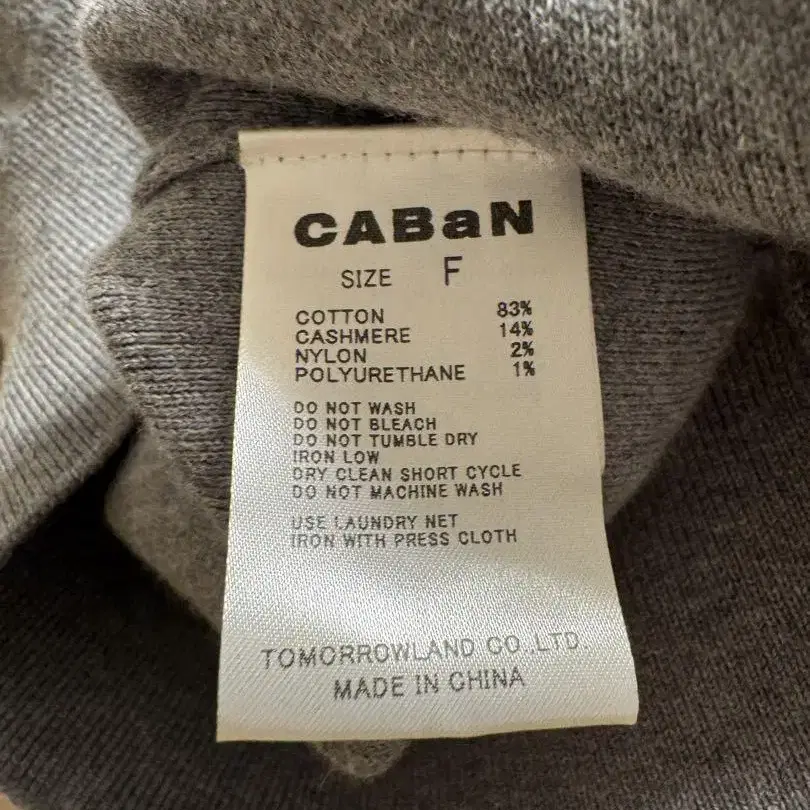 CABaN
SIZE F
COTTON 83%
CASHMERE 14%
NYLON 2%
POLYURETHANE 1%
DO NOT WASH
DO NOT BLEACH
DO NOT TUMBLE DRY
IRON LOW
DRY CLEAN SHORT CYCLE
DO NOT MACHINE WASH
USE LAUNDRY NET
IRON WITH PRESS CLOTH
TOMORROWLAND CO.,LTD.
MADE IN CHINA